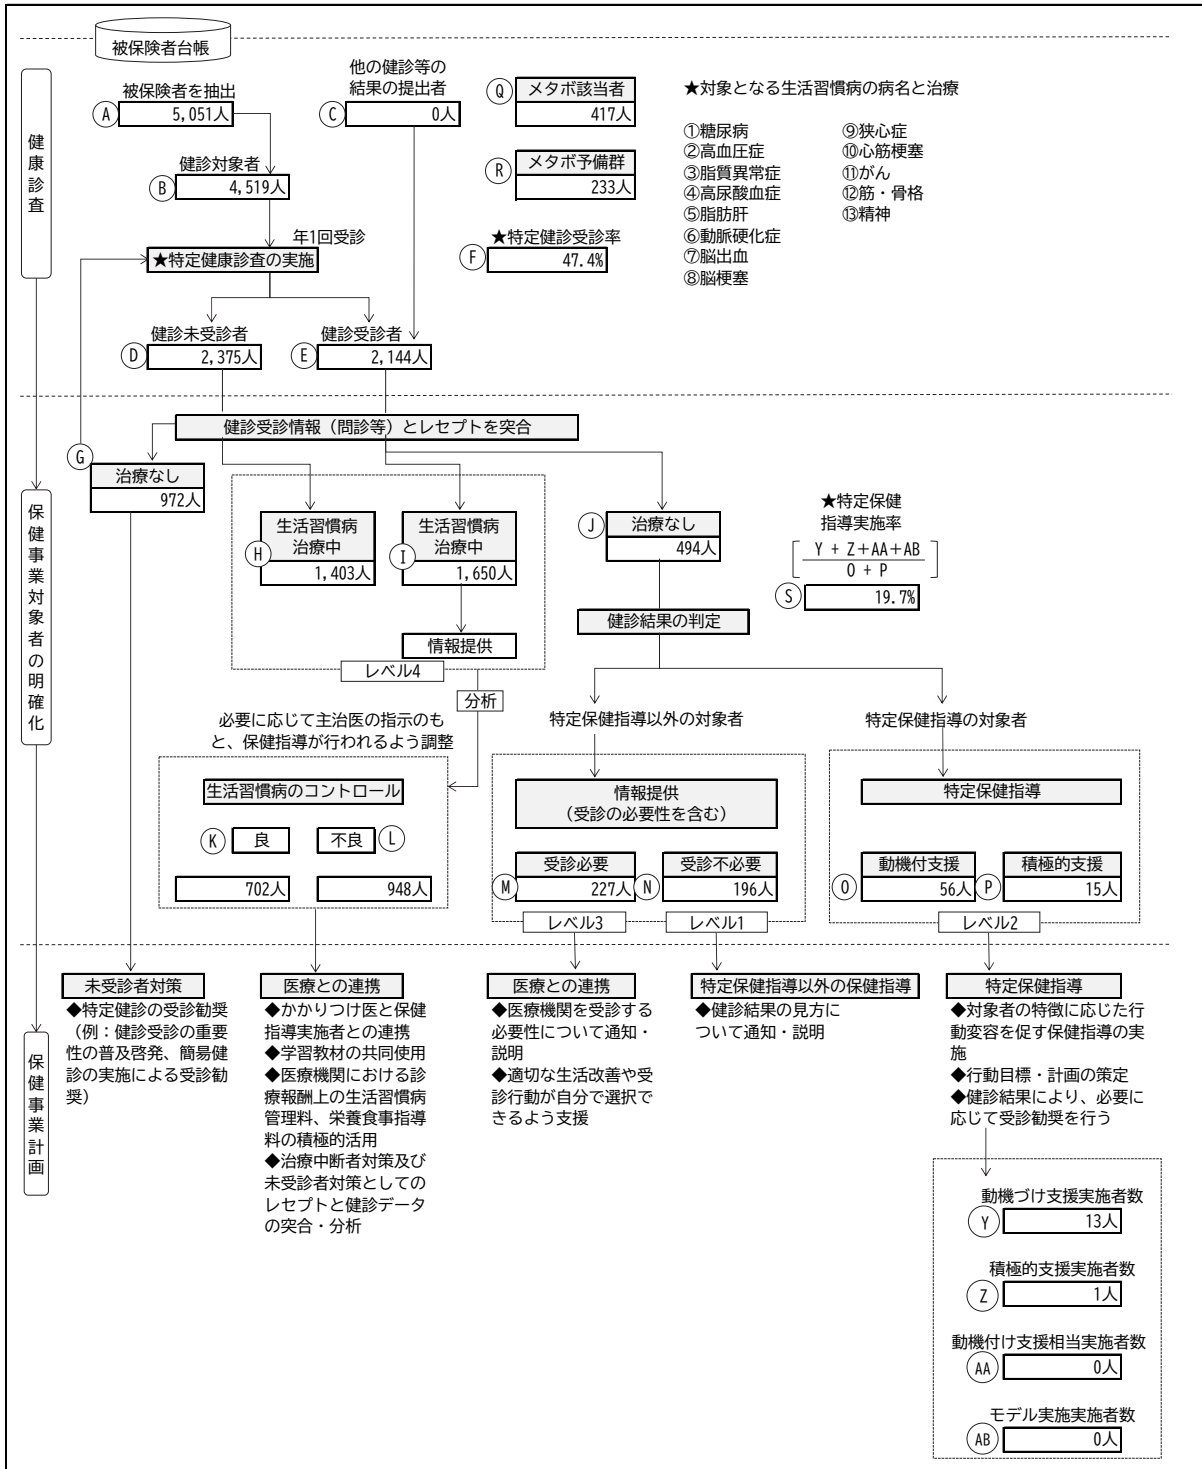 被保険者台帳
健康診査
被保険者を抽出
A
5,051人
他の健診等の
結果の提出者
C
0人
健診対象者
B
4,519人
年1回受診
★特定健康診査の実施
Q
メタボ該当者
417人
R
メタボ予備群
233人
★特定健診受診率
F
47.4%
★対象となる生活習慣病の病名と治療
①糖尿病
②高血圧症
③脂質異常症
④高尿酸血症
⑤脂肪肝
⑥動脈硬化症
⑦脳出血
⑧脳梗塞
⑨狭心症
⑩心筋梗塞
⑪がん
⑫筋・骨格
⑬精神
健診未受診者
D
2,375人
健診受診者
E
2,144人
保健事業対象者の明確化
健診受診情報（問診等）とレセプトを突合
G
治療なし
972人
H
生活習慣病
治療中
1,403人
I
生活習慣病
治療中
1,650人
情報提供
レベル4
分析
J
治療なし
494人
健診結果の判定
★特定保健
指導実施率
Y + Z+AA+AB
O + P
S
19.7%
必要に応じて主治医の指示のも
と、保健指導が行われるよう調整
生活習慣病のコントロール
K
良
不良
L
702人
948人
特定保健指導以外の対象者
情報提供
（受診の必要性を含む）
M
受診必要
227人
N
受診不必要
196人
レベル3
レベル1
特定保健指導の対象者
特定保健指導
O
動機付支援
56人
P
積極的支援
15人
レベル2
保健事業計画
未受診者対策
◆特定健診の受診勧奨
（例：健診受診の重要
性の普及啓発、簡易健
診の実施による受診勧
奨）
医療との連携
◆かかりつけ医と保健
指導実施者との連携
◆学習教材の共同使用
◆医療機関における診
療報酬上の生活習慣病
管理料、栄養食事指導
料の積極的活用
◆治療中断者対策及び
未受診者対策としての
レセプトと健診データ
の突合・分析
医療との連携
◆医療機関を受診する
必要性について通知・
説明
◆適切な生活改善や受
診行動が自分で選択で
きるよう支援
特定保健指導以外の保健指導
◆健診結果の見方に
ついて通知・説明
特定保健指導
◆対象者の特徴に応じた行
動変容を促す保健指導の実
施
◆行動目標・計画の策定
◆健診結果により、必要に
応じて受診勧奨を行う
動機づけ支援実施者数
Y
13人
積極的支援実施者数
Z
1人
動機付け支援相当実施者数
AA
0人
モデル実施実施者数
AB
0人